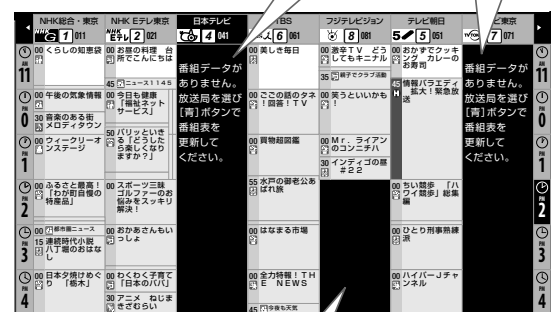 NHK総合・東京
NHK Eテレ東京
日本テレビ
TBS
フジテレビジョン
テレビ朝日
ビ東京
NHK G 1 011
NHK Eテレ 2 021
4 041
6 061
8 081
5 5 051
7 071
AM 11
PM 0
PM 1
PM 2
PM 3
PM 4
00 くらしの知恵袋
00 午後の気象情報
30 音楽のある街
メロディタウン
00 ウィークリーオ
ンステージ
00 ふるさと最高！
「わが町自慢の
特産品」
00 都市圏ニュース
15 連続時代小説
八丁堀のおはな
し
00 日本夕焼けめぐ
り 「栃木」
00 お昼の料理 台
所でこんにちは
45 ニュース1145
00 今日も健康
「福祉ネット
サービス」
50 パリッといき
る「どうした
ら楽しくなり
ますか？」
00 スポーツ三昧
ゴルファーのお
悩みをスッキリ
解決！
00 おかあさんもい
っしょ
00 わくわく子育て
「日本のパパ」
30 アニメ ねじま
きざむらい
番組データが
ありません。
放送局を選び
[青]ボタンで
番組表を
更新して
ください。
00 美しき毎日
00 ここの話のタネ
！回答！TV
00 買物超図鑑
55 水戸の御老公あ
ばれ旅
00 はなまる市場
00 全力特報！TH
E NEWS
45 今夜も天気
00 激辛TV どう
してもキニナル
35 親子でクラブ活動
00 笑うといいかも
！
00 Mr．ライアン
のコンニチハ
30 インディゴの昼
＃22
00 おかずでクッキ
ング カレーの
お寿司
45 情報バラエティ
拡大！緊急放
送
00 ちい競歩 「ハ
ワイ競歩」総集
編
00 ひとり刑事熟練
派
00 ハイパーJチャ
ンネル
番組データが
ありません。
放送局を選び
[青]ボタンで
番組表を
更新して
ください。